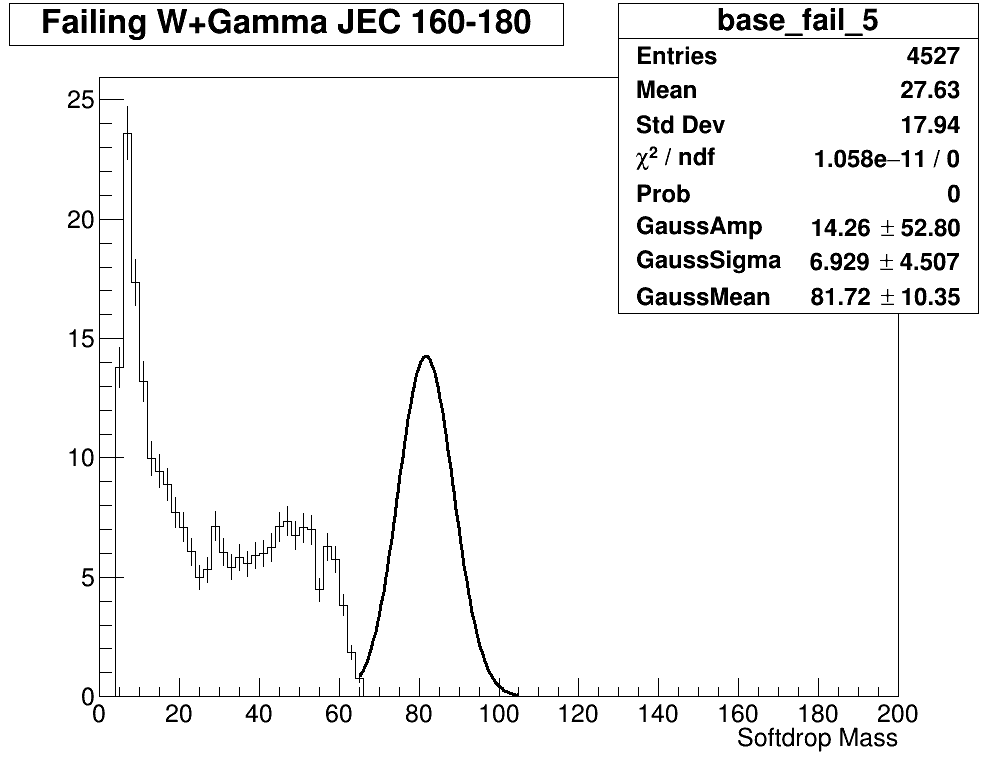 Failing W+Gamma JEC 160-180
base_fail_5
Entries 4527
Mean 27.63
Std Dev 17.94
χ² / ndf 1.058e−11 / 0
Prob 0
GaussAmp 14.26 ± 52.80
GaussSigma 6.929 ± 4.507
GaussMean 81.72 ± 10.35
25
20
15
10
5
0
0 20 40 60 80 100 120 140 160 180 200
Softdrop Mass